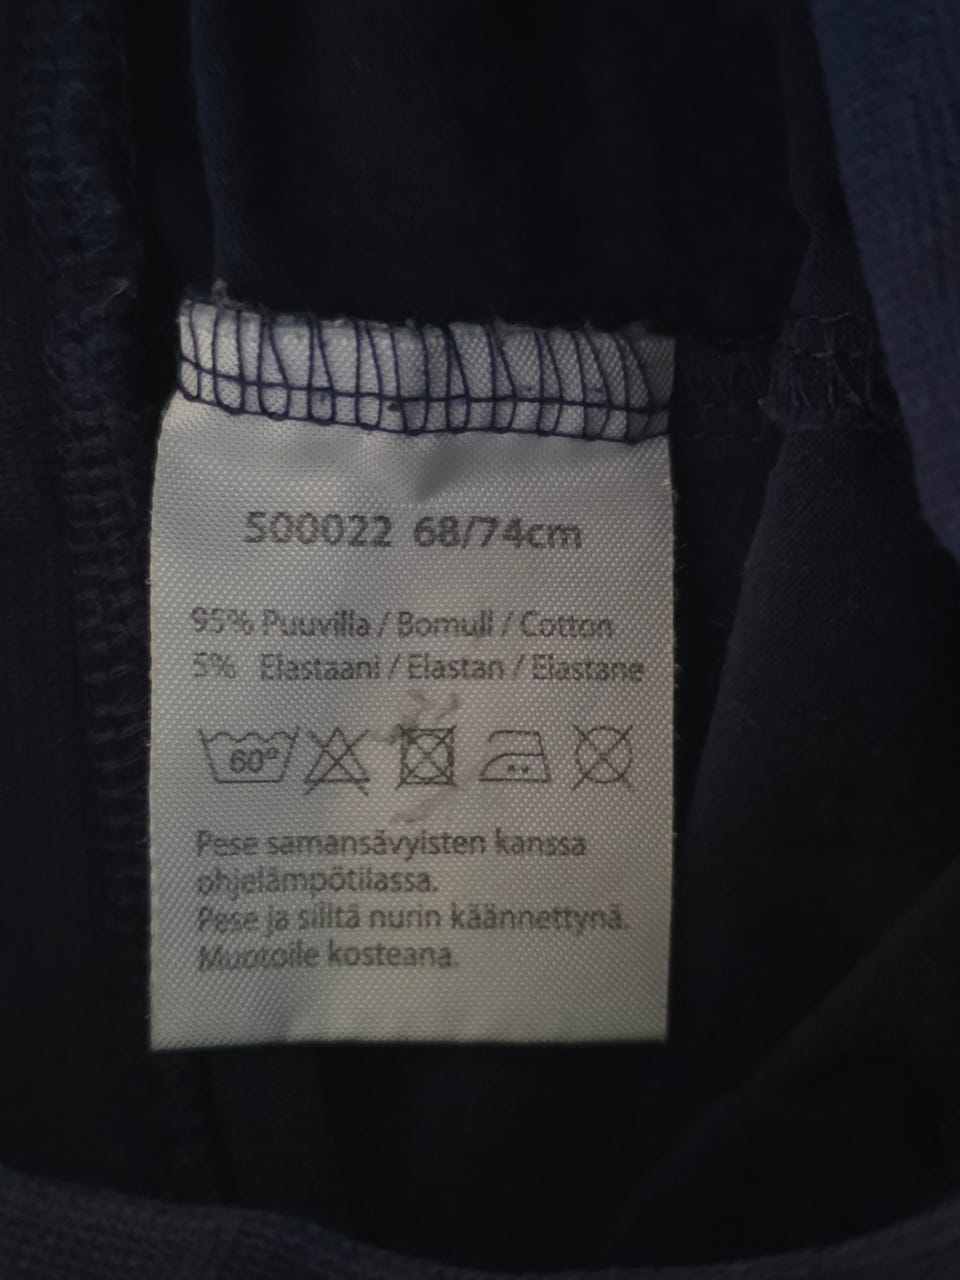 500022 68/74cm
95% Puuvilla / Bomull / Cotton
5% Elastaani / Elastan / Elastane
60°
Pese samansävyisten kanssa
ohjelämpötilassa.
Pese ja silitä nurin käännettynä.
Muotoile kosteana.